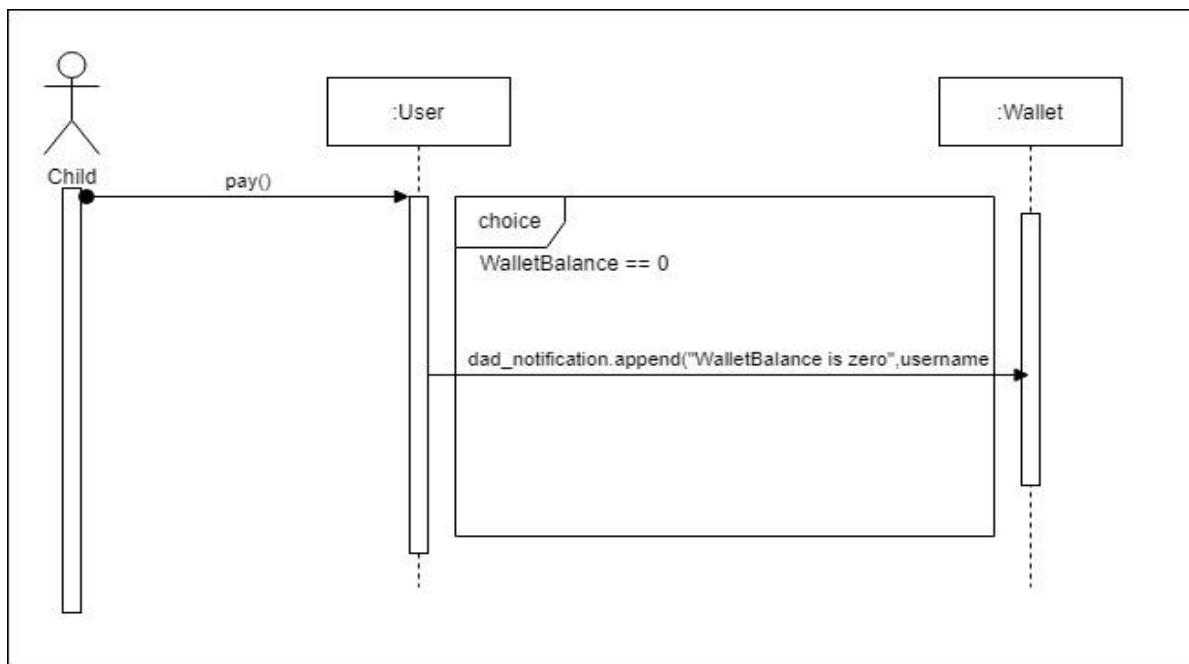 :User
:Wallet
Child
pay()
choice
WalletBalance == 0
dad_notification.append("WalletBalance is zero",username